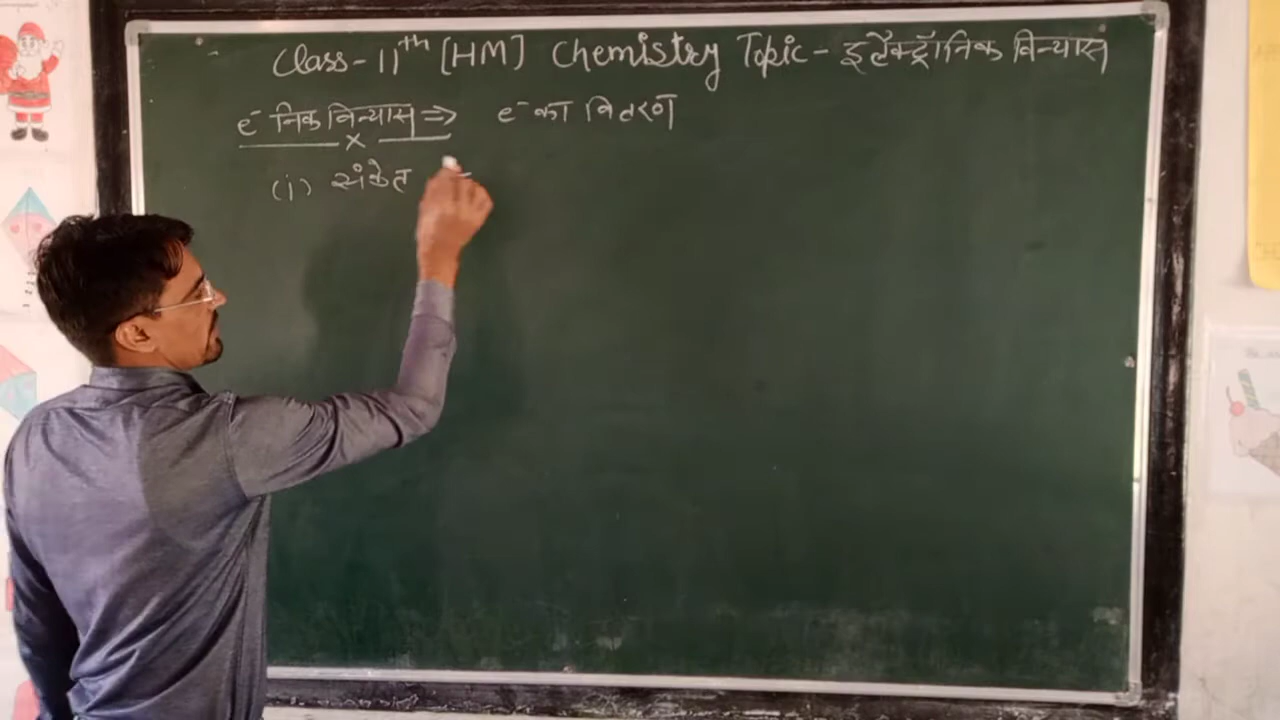 Class-11th [HM] Chemistry Topic - इलैक्ट्रॉनिक विन्यास
e⁻ निक विन्यास ⇒ e⁻ का वितरण
(i) संकेत